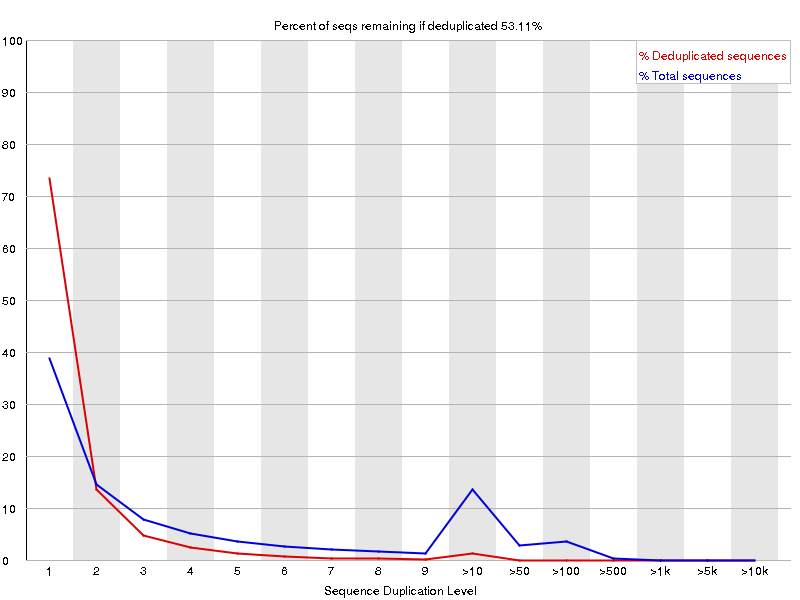 Percent of seqs remaining if deduplicated 53.11%
100
% Deduplicated sequences
% Total sequences
90
80
70
60
50
40
30
20
10
0
1 2 3 4 5 6 7 8 9 >10 >50 >100 >500 >1k >5k >10k
Sequence Duplication Level